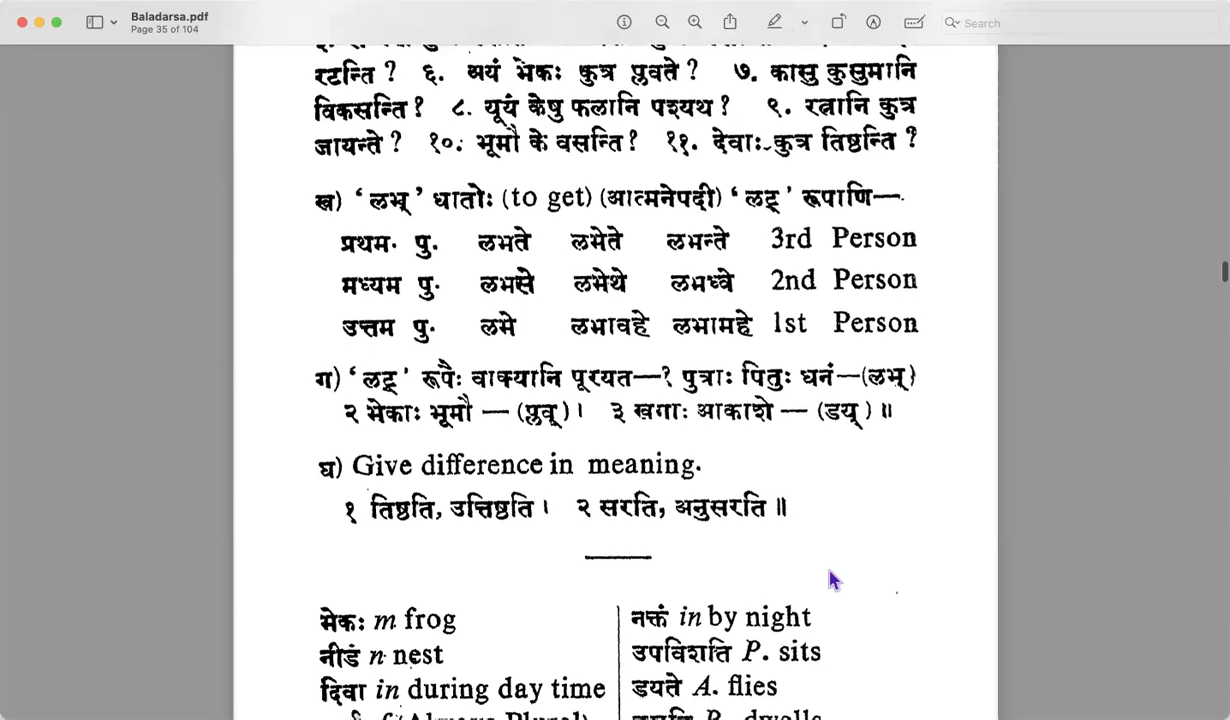 Baladarsa.pdf
Page 35 of 104
Search
रटन्ति ? ६. अयं भेकः कुत्र प्लवते ? ७. कासु कुसुमानि
विकसन्ति ? ८. यूयं केषु फलानि पश्यथ ? ९. रत्नानि कुत्र
जायन्ते ? १०. भूमौ के वसन्ति ? ११. देवाः कुत्र तिष्ठन्ति ?
ख) ‘लभ्’ धातोः (to get) (आत्मनेपदी) ‘लट्’ रूपाणि—
प्रथम. पु. लभते लभेते लभन्ते 3rd Person
मध्यम पु. लभसे लभेथे लभध्वे 2nd Person
उत्तम पु. लभे लभावहे लभामहे 1st Person
ग) ‘लट्’ रूपैः वाक्यानि पूरयत—? पुत्राः पितुः धनं—(लभ्)
२ भेकाः भूमौ — (प्लव्) । ३ खगाः आकाशे — (डय्) ॥
घ) Give difference in meaning.
१ तिष्ठति, उत्तिष्ठति । २ सरति, अनुसरति ॥
भेकः m frog
नीडं n nest
दिवा in during day time
नक्तं in by night
उपविशति P. sits
डयते A. flies